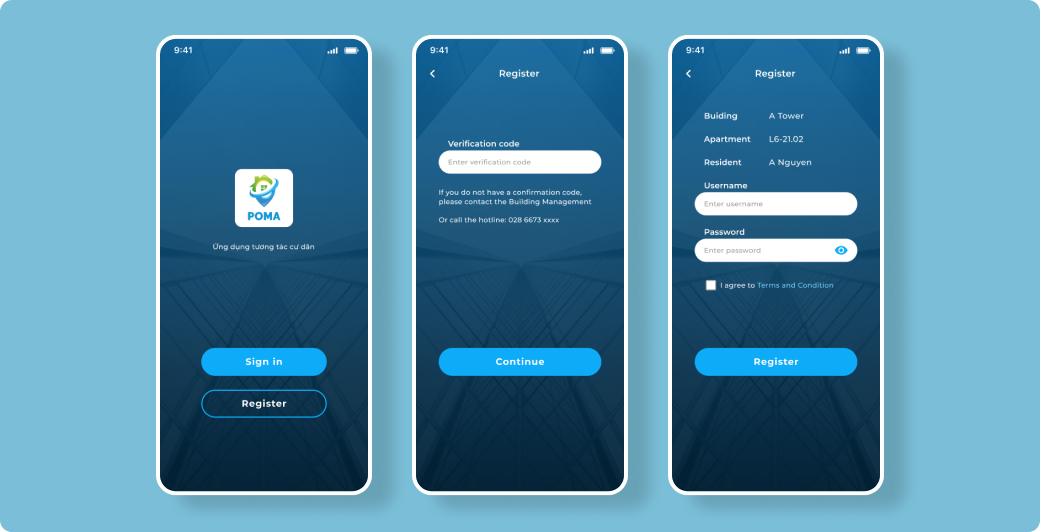 9:41
POMA
Ứng dụng tương tác cư dân
Sign in
Register
9:41
Register
Verification code
Enter verification code
If you do not have a confirmation code,
please contact the Building Management
Or call the hotline: 028 6673 xxxx
Continue
9:41
Register
Buiding A Tower
Apartment L6-21.02
Resident A Nguyen
Username
Enter username
Password
Enter password
I agree to Terms and Condition
Register